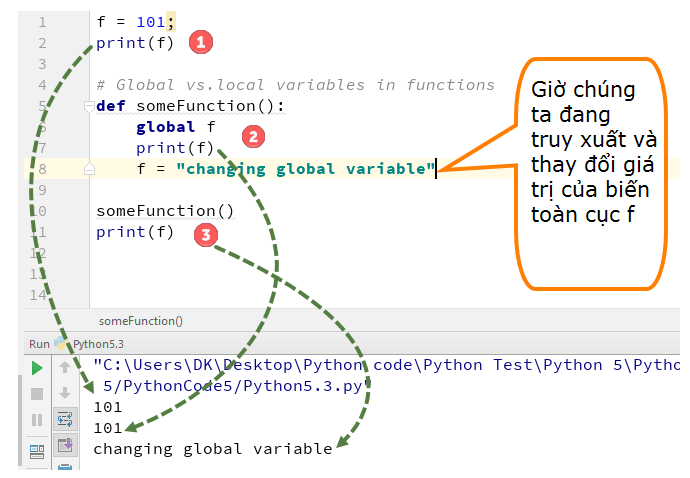 1 f = 101;
2 print(f) 1
3
4 # Global vs.local variables in functions
5 def someFunction():
6 global f
7 print(f) 2
8 f = "changing global variable"
9
10 someFunction()
11 print(f) 3
12
13
14
Giờ chúng
ta đang
truy xuất và
thay đổi giá
trị của biến
toàn cục f
someFunction()
Run Python5.3
"C:\Users\DK\Desktop\Python code\Python Test\Python 5\Pytho
5/PythonCode5/Python5.3.py"
101
101
changing global variable